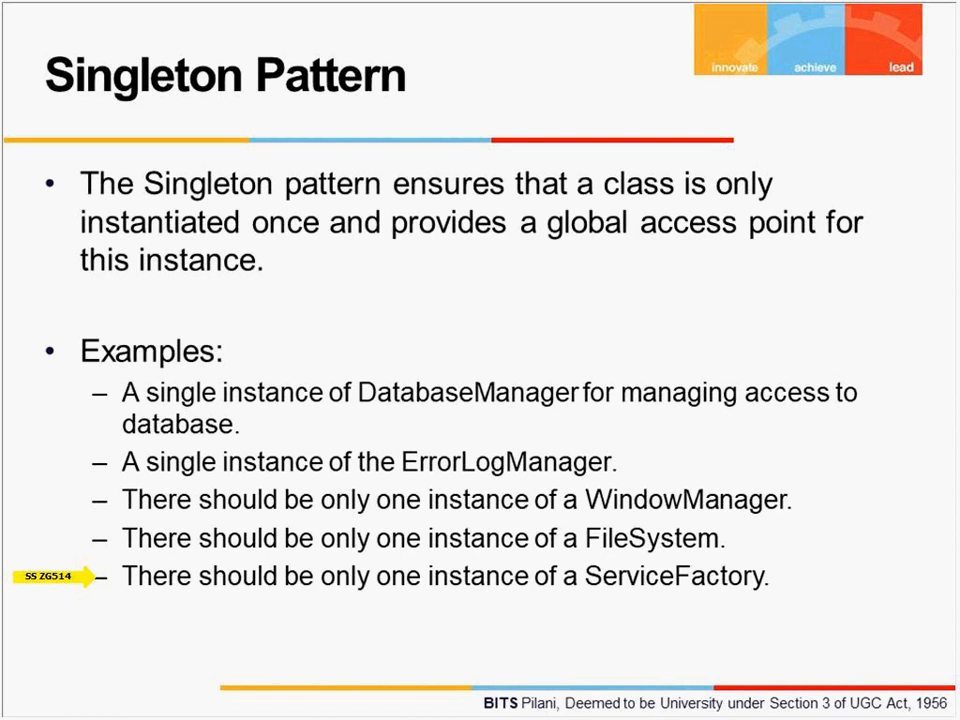 innovate achieve lead
Singleton Pattern
• The Singleton pattern ensures that a class is only
instantiated once and provides a global access point for
this instance.
• Examples:
– A single instance of DatabaseManager for managing access to
database.
– A single instance of the ErrorLogManager.
– There should be only one instance of a WindowManager.
– There should be only one instance of a FileSystem.
SS ZG514
– There should be only one instance of a ServiceFactory.
BITS Pilani, Deemed to be University under Section 3 of UGC Act, 1956